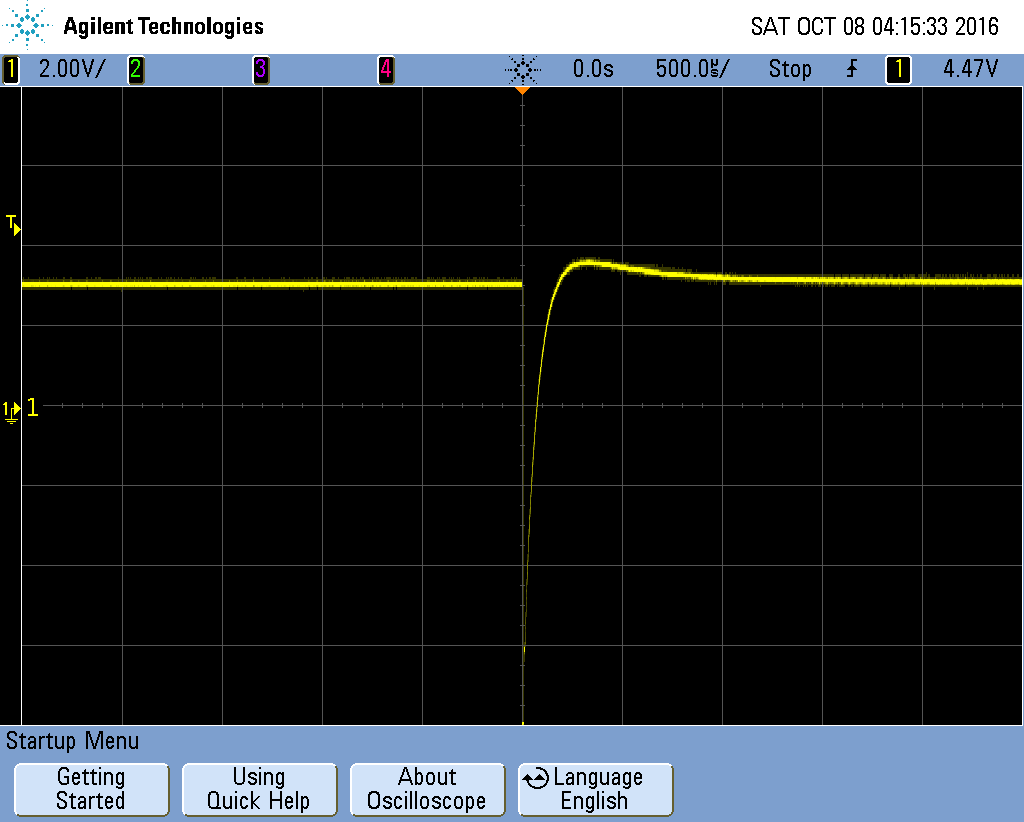 Agilent Technologies
SAT OCT 08 04:15:33 2016
1 2.00V/ 2 3 4 0.0s 500.0µs/ Stop 1 4.47V
T
1 1
Startup Menu
Getting
Started
Using
Quick Help
About
Oscilloscope
Language
English